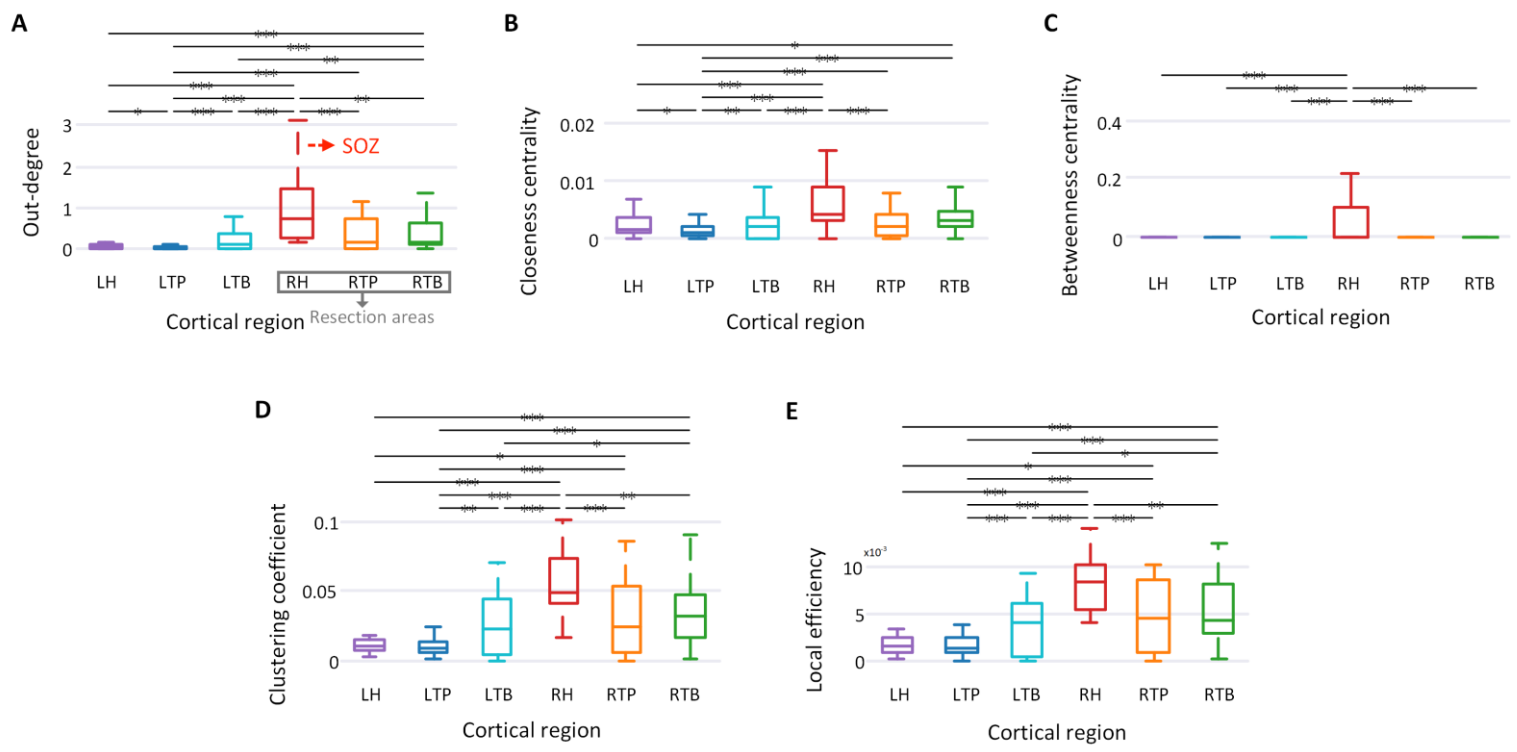 A
***
***
**
***
***
*** **
* *** *** ***
Out-degree
3
2
1
0
SOZ
LH LTP LTB RH RTP RTB
Cortical region
Resection areas
B
*
***
***
***
***
* ** *** ***
Closeness centrality
0.02
0.01
0
LH LTP LTB RH RTP RTB
Cortical region
C
***
*** ***
*** ***
Betweenness centrality
0.4
0.2
0
LH LTP LTB RH RTP RTB
Cortical region
D
***
***
*
*
***
***
*** **
** *** ***
Clustering coefficient
0.1
0.05
0
LH LTP LTB RH RTP RTB
Cortical region
E
***
***
*
*
***
***
*** **
*** *** ***
Local efficiency
x10-3
10
5
0
LH LTP LTB RH RTP RTB
Cortical region